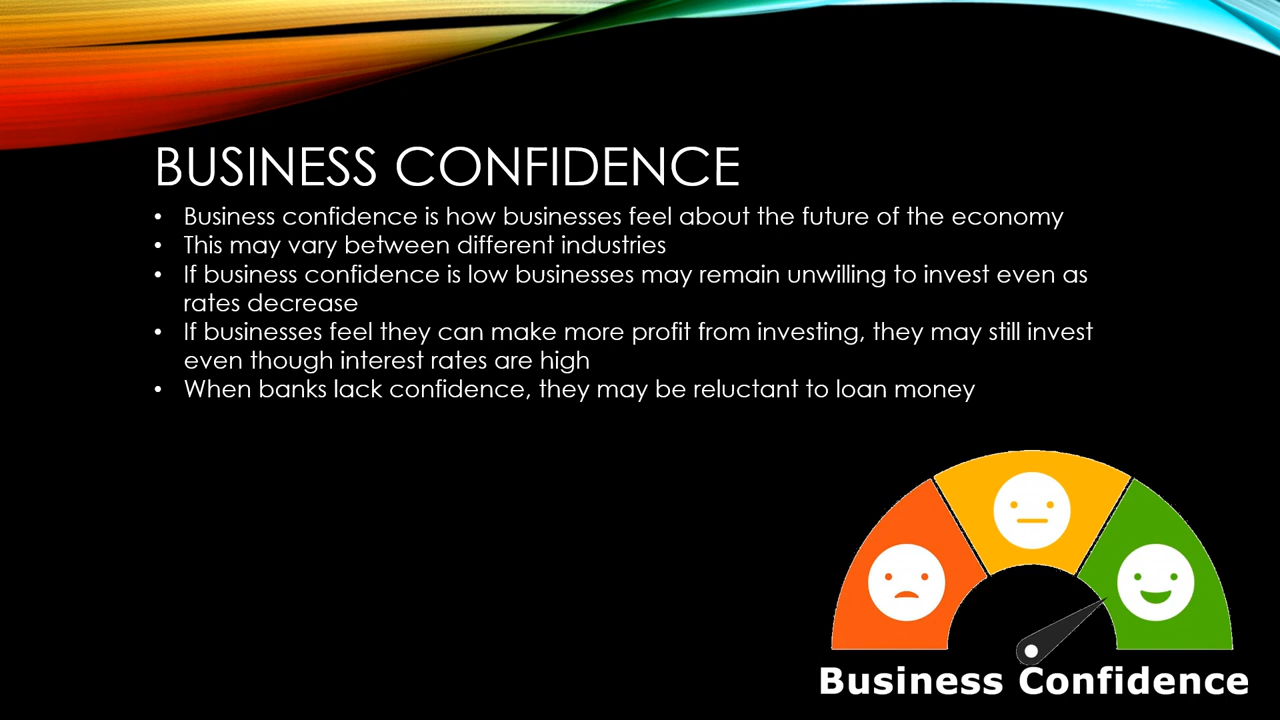 BUSINESS CONFIDENCE
• Business confidence is how businesses feel about the future of the economy
• This may vary between different industries
• If business confidence is low businesses may remain unwilling to invest even as
rates decrease
• If businesses feel they can make more profit from investing, they may still invest
even though interest rates are high
• When banks lack confidence, they may be reluctant to loan money
Business Confidence